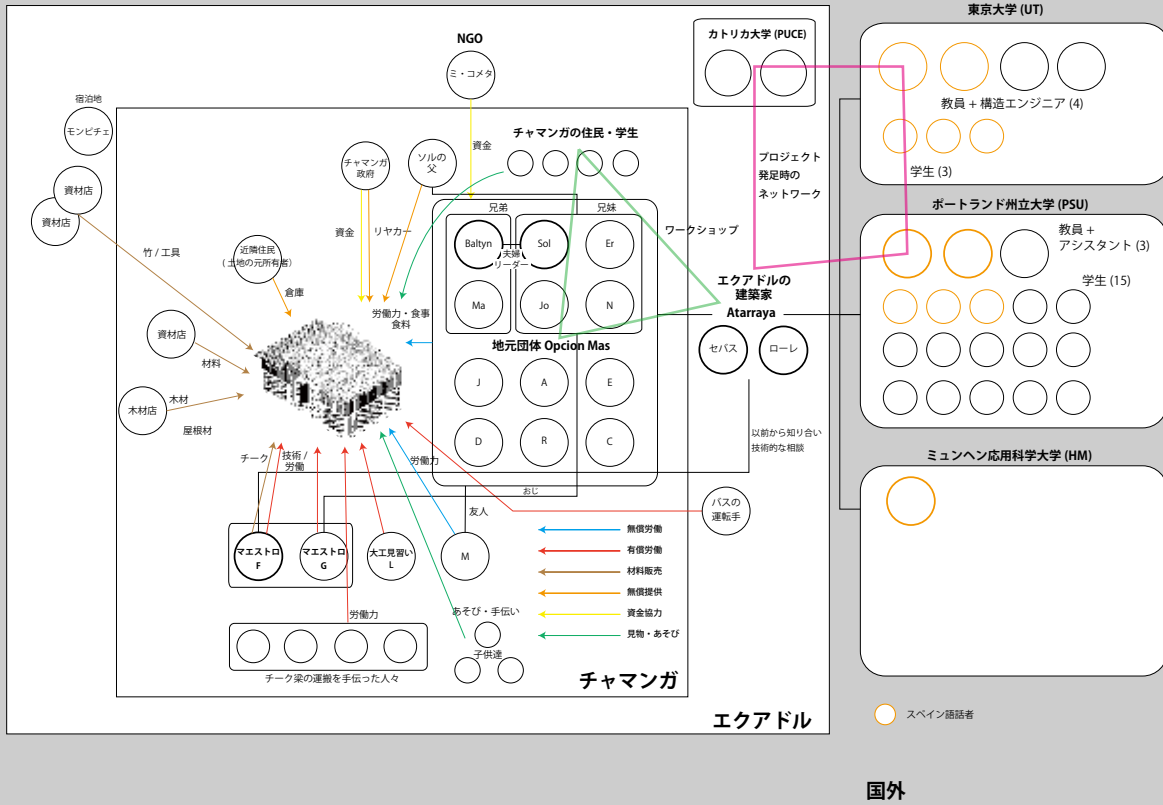 東京大学 (UT)
カトリカ大学 (PUCE)
NGO
ミ・コメタ
教員 + 構造エンジニア (4)
学生 (3)
宿泊地
モンピチェ
資金
チャマンガの住民・学生
プロジェクト
発足時の
ネットワーク
チャマンガ
政府
ソルの
父
資材店
資材店
ポートランド州立大学 (PSU)
兄弟
兄妹
ワークショップ
教員 +
アシスタント (3)
学生 (15)
資金
リヤカー
Baltyn
Sol
Er
夫婦
リーダー
竹 / 工具
近隣住民
( 土地の元所有者)
倉庫
エクアドルの
建築家
Atarraya
Ma
Jo
N
労働力・食事
食料
地元団体 Opcion Mas
セバス
ローレ
資材店
材料
J
A
E
木材店
木材
屋根材
D
R
C
以前から知り合い
技術的な相談
チーク
技術 /
労働
労働力
ミュンヘン応用科学大学 (HM)
おじ
友人
バスの
運転手
マエストロ
F
マエストロ
G
大工見習い
L
M
無償労働
有償労働
材料販売
無償提供
資金協力
見物・あそび
労働力
あそび・手伝い
子供達
チーク梁の運搬を手伝った人々
チャマンガ
エクアドル
スペイン語話者
国外